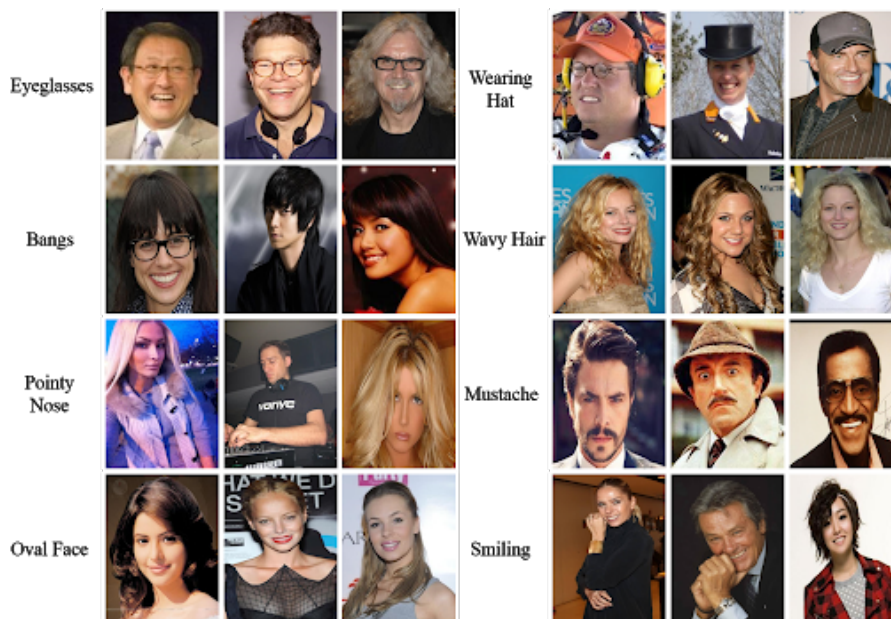 Eyeglasses
Wearing
Hat
Bangs
Wavy Hair
Pointy
Nose
Mustache
Oval Face
Smiling